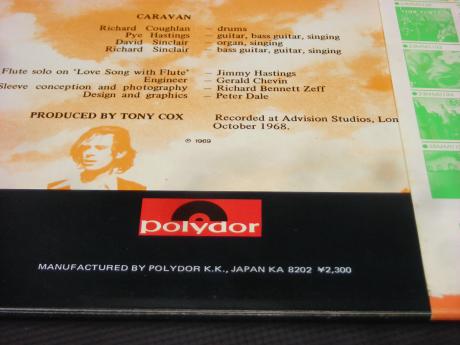 CARAVAN
Richard Coughlan – drums
Pye Hastings – guitar, bass guitar, singing
David Sinclair – organ, singing
Richard Sinclair – bass guitar, guitar, singing
Flute solo on 'Love Song with Flute' – Jimmy Hastings
Engineer – Gerald Chevin
Sleeve conception and photography – Richard Bennett Zeff
Design and graphics – Peter Dale
PRODUCED BY TONY COX
Recorded at Advision Studios, Lon
October 1968.
℗ 1969
polydor
MANUFACTURED BY POLYDOR K.K., JAPAN KA 8202 ¥2,300